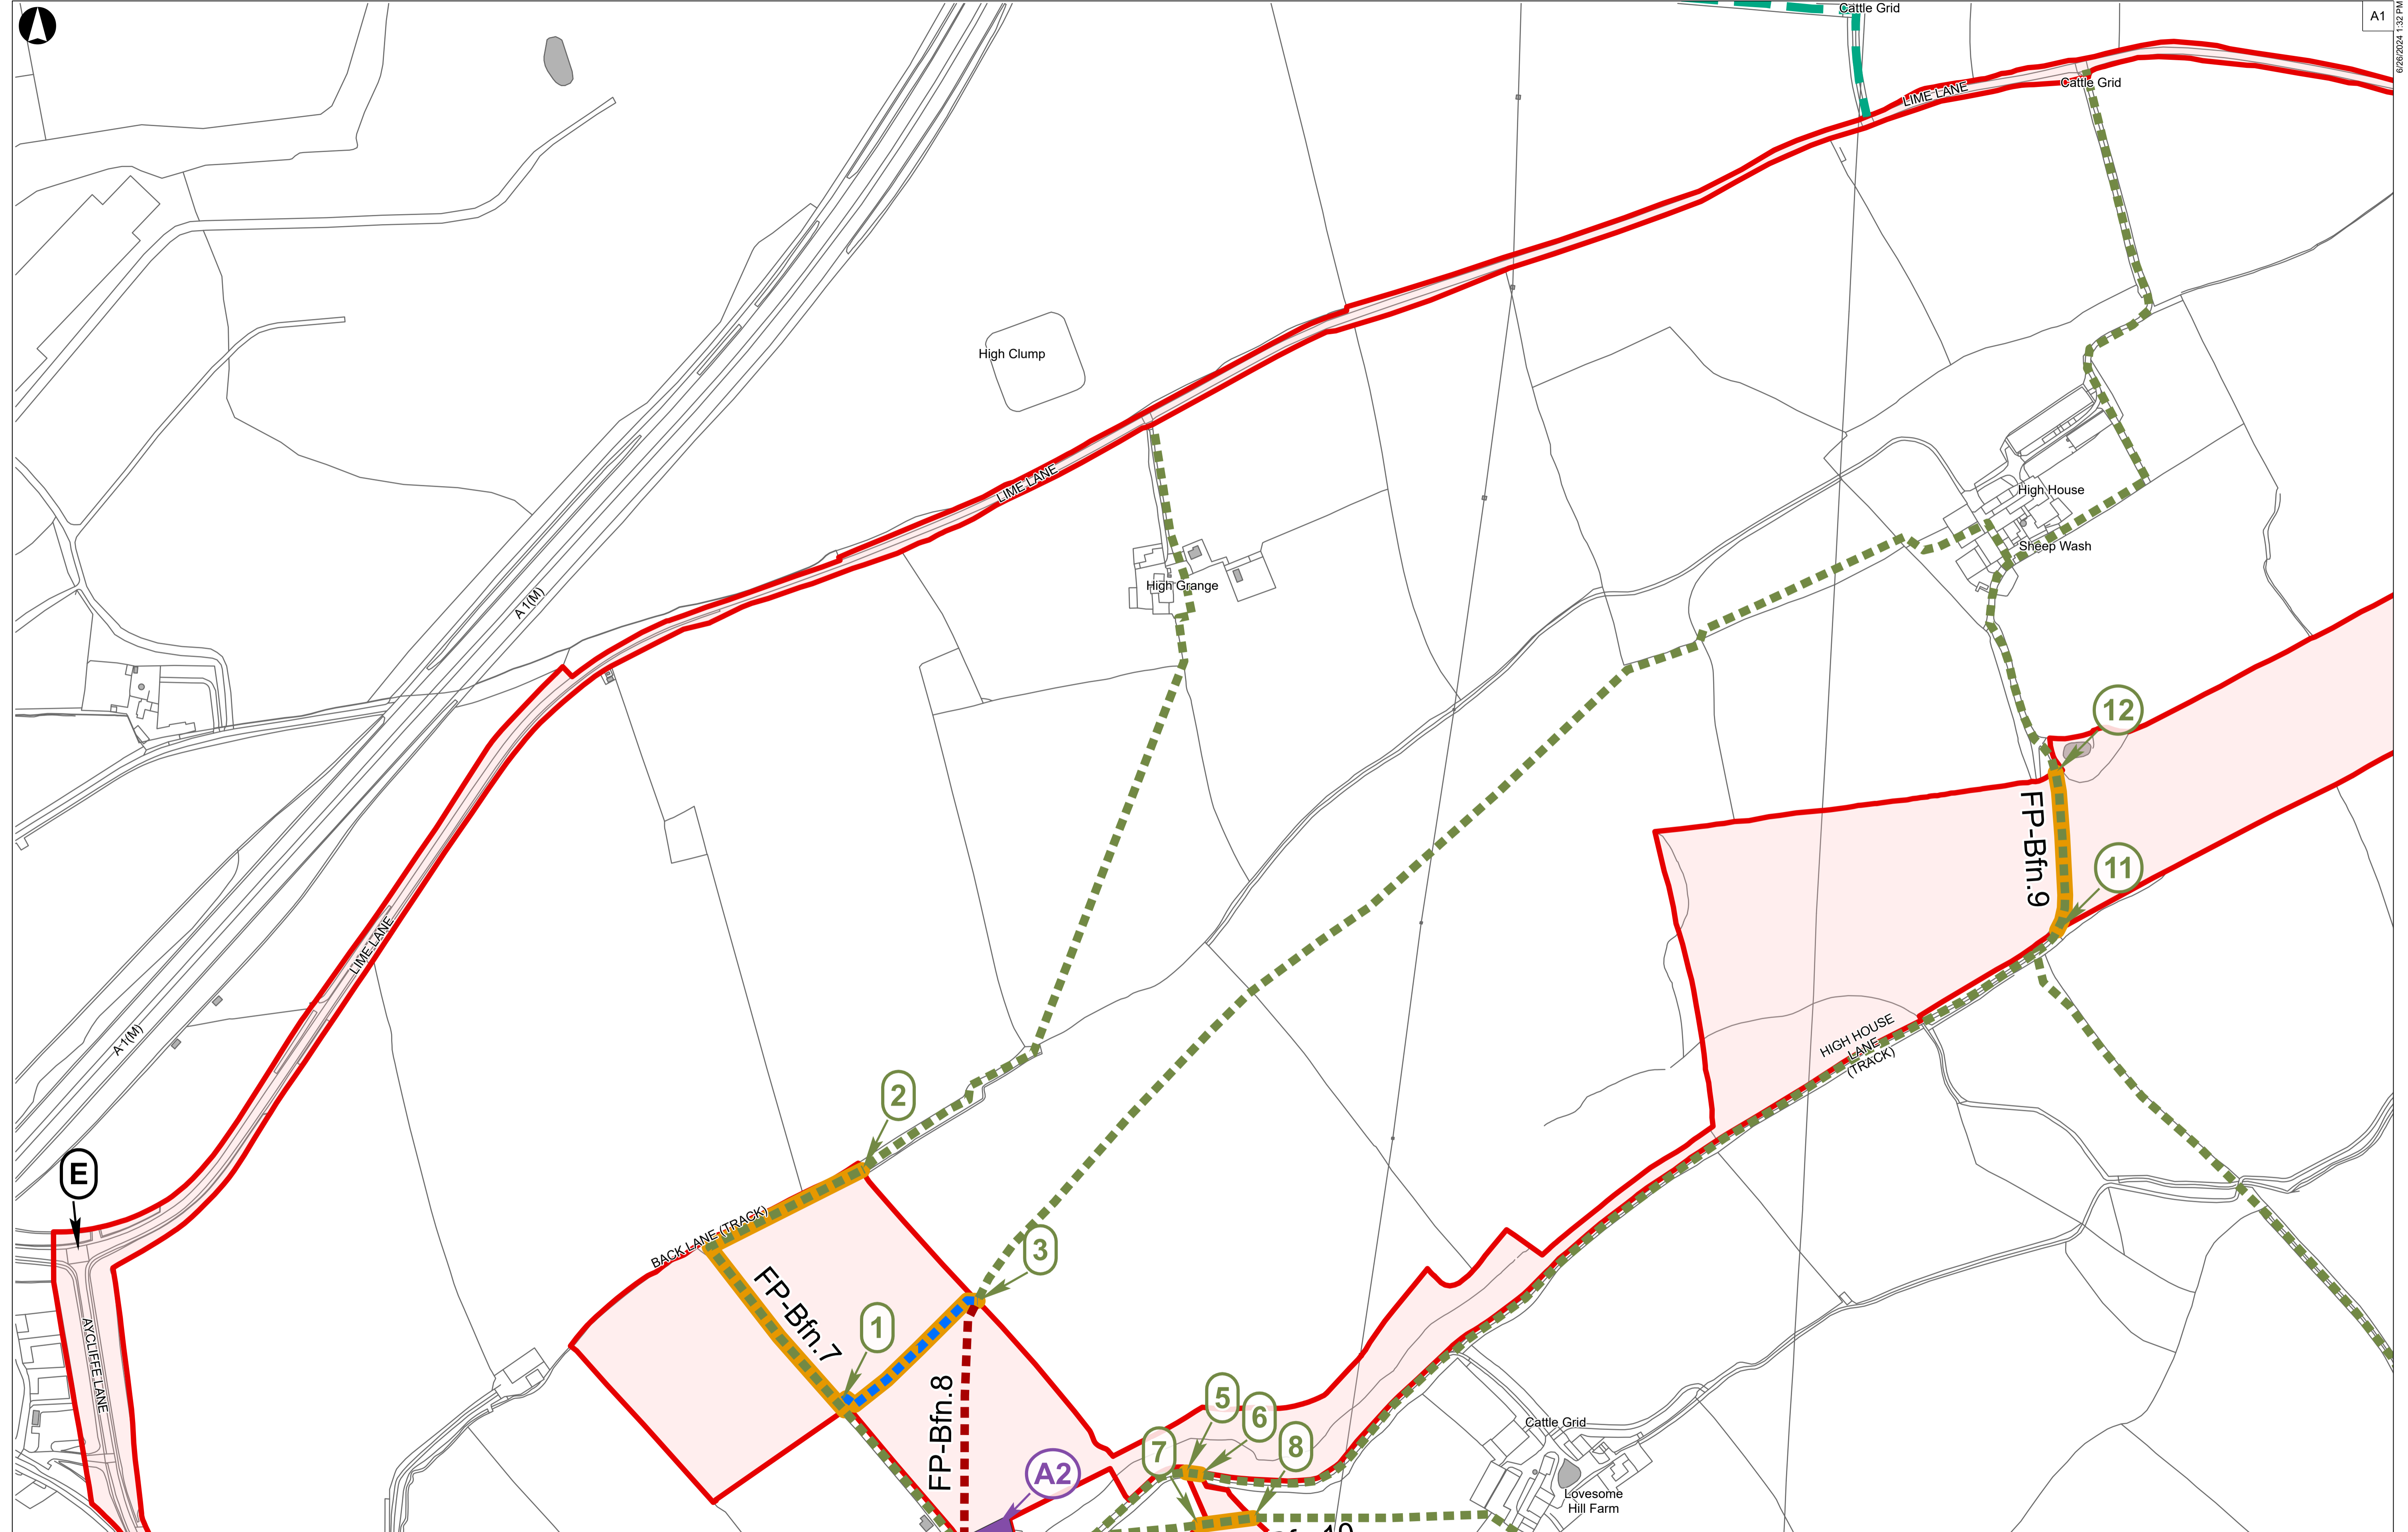 Cattle Grid
A1
6/26/2024 1:32 PM
LIME LANE
Cattle Grid
High Clump
LIME LANE
High House
Sheep Wash
High Grange
A 1(M)
12
FP-Bfn.9
11
LIME LANE
A 1(M)
HIGH HOUSE
LANE
(TRACK)
2
E
BACK LANE (TRACK)
3
FP-Bfn.7
1
AYCLIFFE LANE
FP-Bfn.8
5
6
7
8
Cattle Grid
A2
Lovesome
Hill Farm